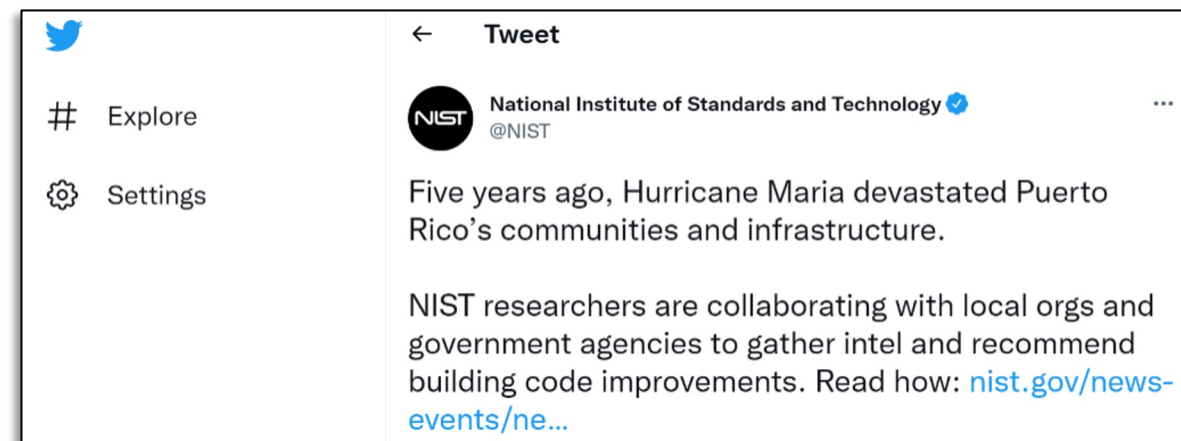 Tweet
# Explore
Settings
NIST
National Institute of Standards and Technology
@NIST
Five years ago, Hurricane Maria devastated Puerto
Rico’s communities and infrastructure.
NIST researchers are collaborating with local orgs and
government agencies to gather intel and recommend
building code improvements. Read how: nist.gov/news-
events/ne...